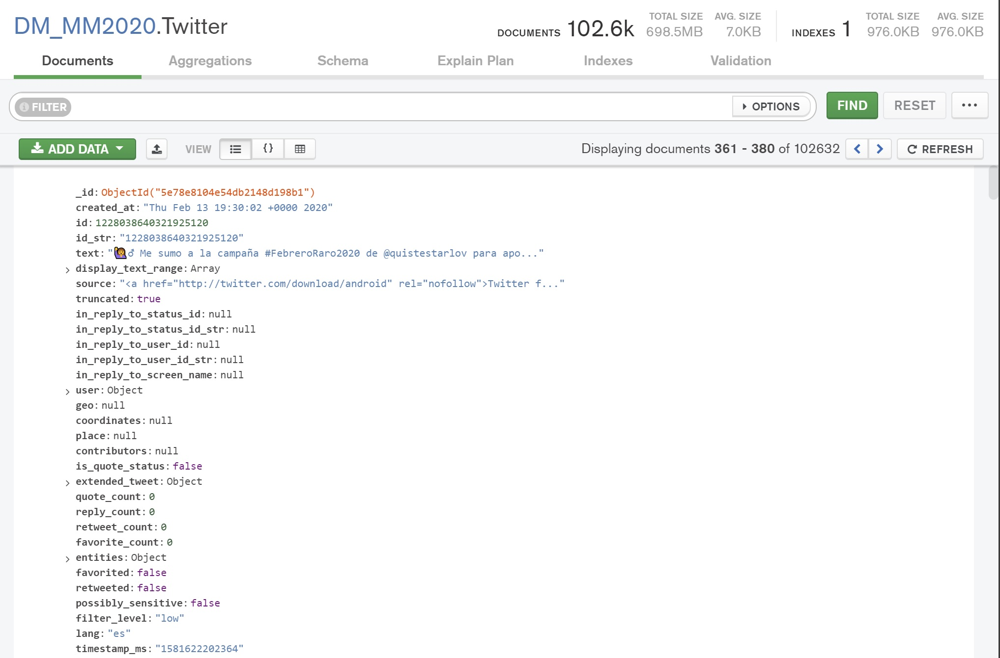 DM_MM2020.Twitter
DOCUMENTS 102.6k TOTAL SIZE 698.5MB AVG. SIZE 7.0KB INDEXES 1 TOTAL SIZE 976.0KB AVG. SIZE 976.0KB
Documents Aggregations Schema Explain Plan Indexes Validation
FILTER OPTIONS FIND RESET ...
ADD DATA VIEW {} Displaying documents 361 - 380 of 102632 REFRESH
_id: ObjectId("5e78e8104e54db2148d198b1")
created_at: "Thu Feb 13 19:30:02 +0000 2020"
id: 1228038640321925120
id_str: "1228038640321925120"
text: "🙋♂ Me sumo a la campaña #FebreroRaro2020 de @quistestarlov para apo..."
display_text_range: Array
source: "<a href="http://twitter.com/download/android" rel="nofollow">Twitter f..."
truncated: true
in_reply_to_status_id: null
in_reply_to_status_id_str: null
in_reply_to_user_id: null
in_reply_to_user_id_str: null
in_reply_to_screen_name: null
user: Object
geo: null
coordinates: null
place: null
contributors: null
is_quote_status: false
extended_tweet: Object
quote_count: 0
reply_count: 0
retweet_count: 0
favorite_count: 0
entities: Object
favorited: false
retweeted: false
possibly_sensitive: false
filter_level: "low"
lang: "es"
timestamp_ms: "1581622202364"